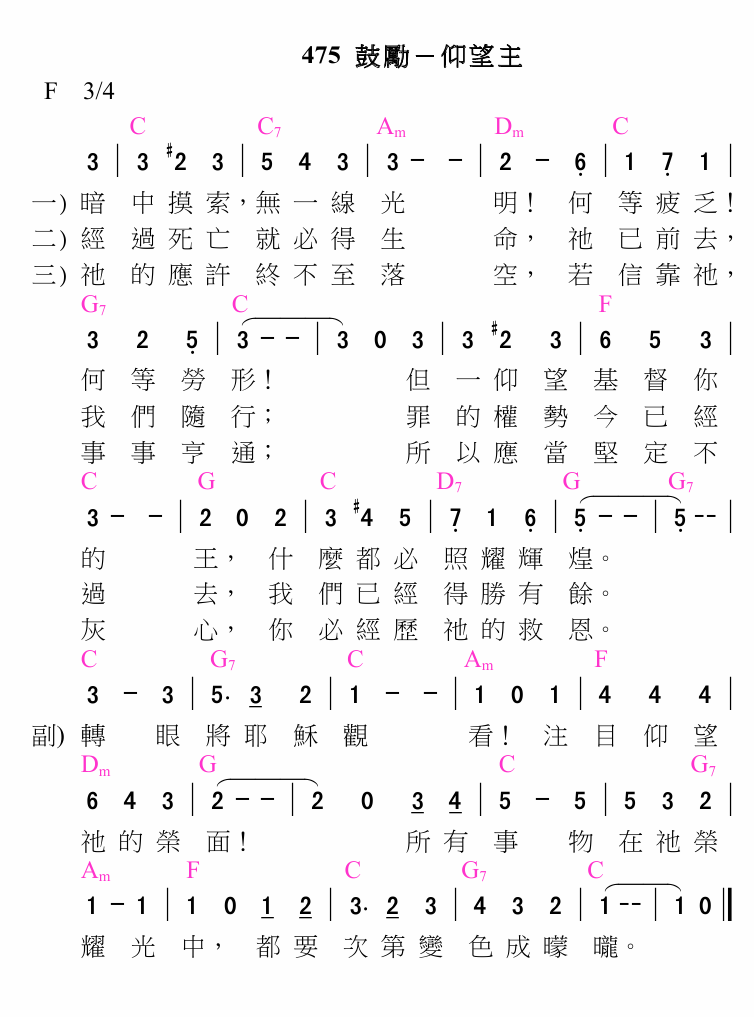 475 鼓勵－仰望主
F 3/4
C C7 Am Dm C
3 | 3 #2 3 | 5 4 3 | 3 - - | 2 - 6̣ | 1 7̣ 1 |
一) 暗 中 摸 索，無 一 線 光 明！ 何 等 疲 乏！
二) 經 過 死 亡 就 必 得 生 命， 祂 已 前 去，
三) 祂 的 應 許 終 不 至 落 空， 若 信 靠 祂，
G7 C F
3 2 5̣ | 3 - - | 3 0 3 | 3 #2 3 | 6 5 3 |
何 等 勞 形！ 但 一 仰 望 基 督 你
我 們 隨 行； 罪 的 權 勢 今 已 經
事 事 亨 通； 所 以 應 當 堅 定 不
C G C D7 G G7
3 - - | 2 0 2 | 3 #4 5 | 7̣ 1 6̣ | 5̣ - - | 5̣ - - |
的 王， 什 麼 都 必 照 耀 輝 煌。
過 去， 我 們 已 經 得 勝 有 餘。
灰 心， 你 必 經 歷 祂 的 救 恩。
C G7 C Am F
3 - 3 | 5. 3 2 | 1 - - | 1 0 1 | 4 4 4 |
副) 轉 眼 將 耶 穌 觀 看！ 注 目 仰 望
Dm G C G7
6 4 3 | 2 - - | 2 0 3 4 | 5 - 5 | 5 3 2 |
祂 的 榮 面！ 所 有 事 物 在 祂 榮
Am F C G7 C
1 - 1 | 1 0 1 2 | 3. 2 3 | 4 3 2 | 1 - - | 1 0 ‖
耀 光 中， 都 要 次 第 變 色 成 曚 曨。